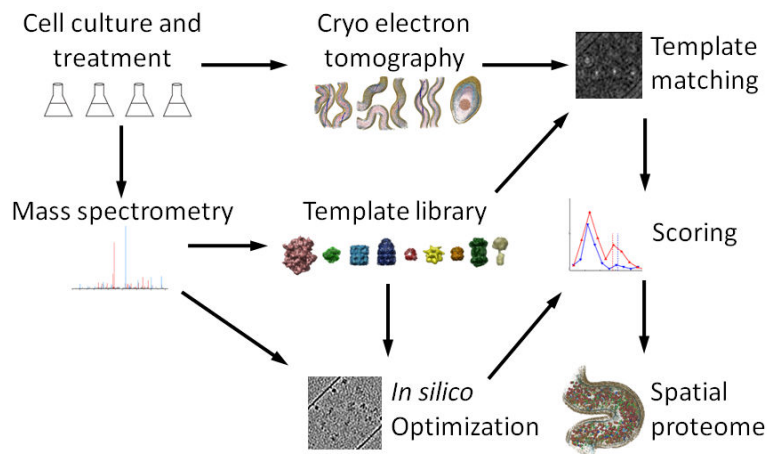 Cell culture and
treatment
Cryo electron
tomography
Template
matching
Mass spectrometry
Template library
Scoring
In silico
Optimization
Spatial
proteome